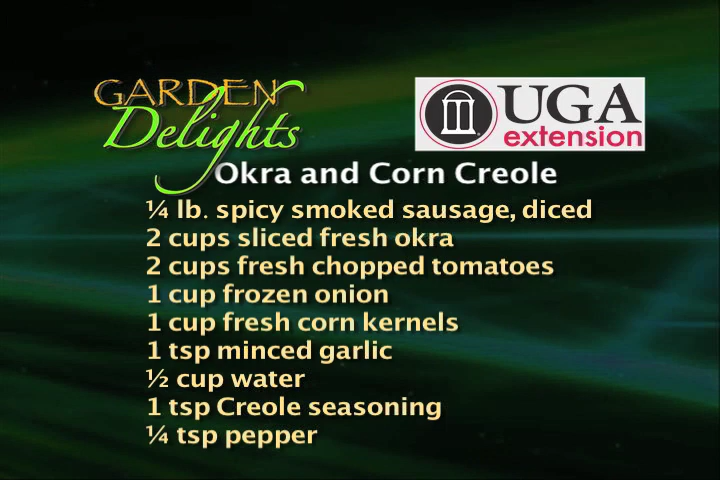 GARDEN
Delights
UGA
extension
Okra and Corn Creole
¼ lb. spicy smoked sausage, diced
2 cups sliced fresh okra
2 cups fresh chopped tomatoes
1 cup frozen onion
1 cup fresh corn kernels
1 tsp minced garlic
½ cup water
1 tsp Creole seasoning
¼ tsp pepper